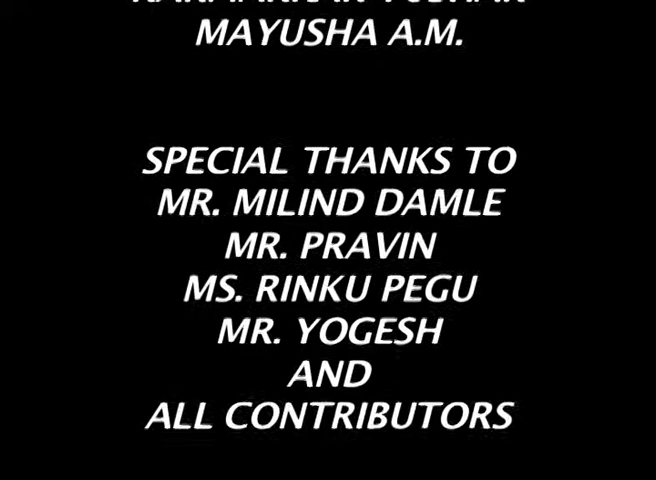 MAYUSHA A.M.
SPECIAL THANKS TO
MR. MILIND DAMLE
MR. PRAVIN
MS. RINKU PEGU
MR. YOGESH
AND
ALL CONTRIBUTORS